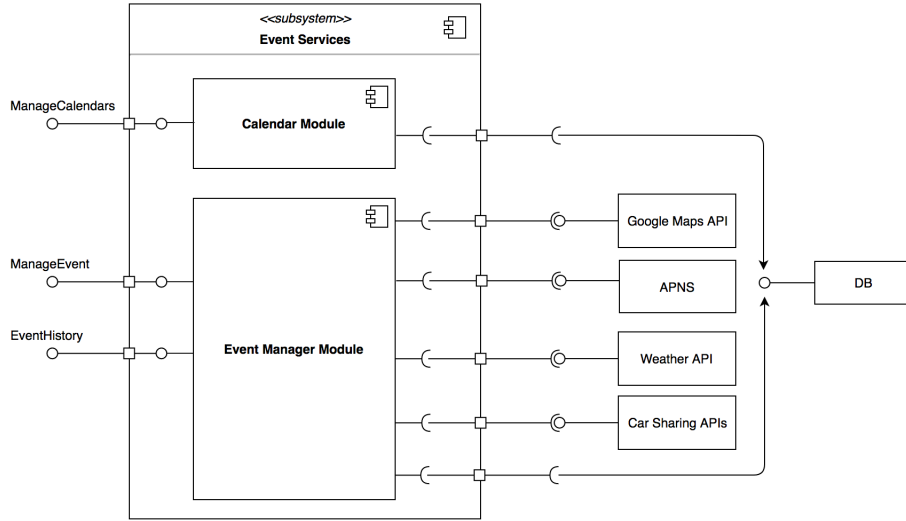 <<subsystem>>
Event Services
ManageCalendars
Calendar Module
Google Maps API
ManageEvent
APNS
DB
EventHistory
Event Manager Module
Weather API
Car Sharing APIs